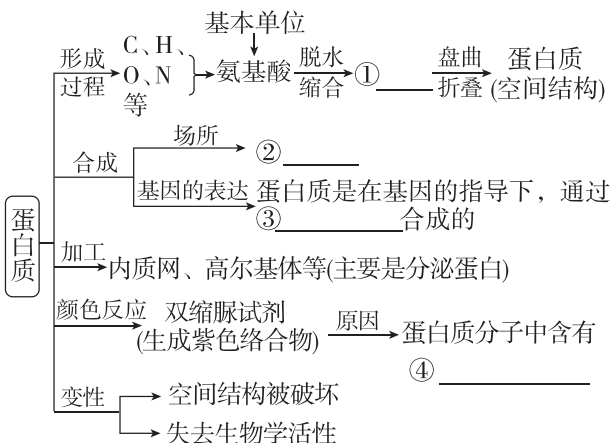 基本单位
形成
过程
C、H、
O、N
等
氨基酸
脱水
缩合
①
盘曲
折叠
蛋白质
(空间结构)
合成
场所
②
基因的表达
蛋白质是在基因的指导下，通过
③合成的
蛋白质
加工
内质网、高尔基体等(主要是分泌蛋白)
颜色反应
双缩脲试剂
(生成紫色络合物)
原因
蛋白质分子中含有
④
变性
空间结构被破坏
失去生物学活性